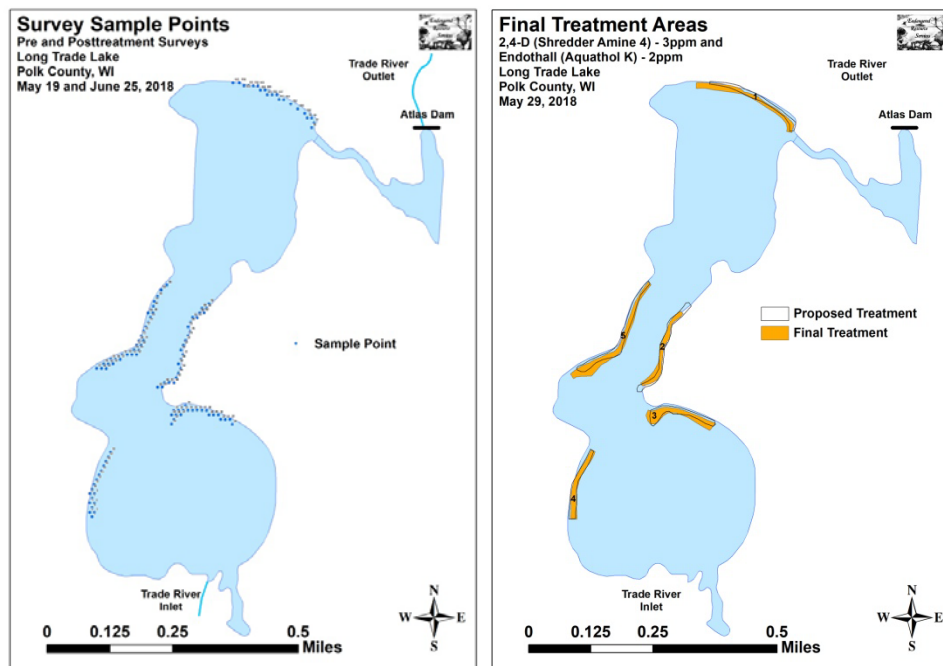 Survey Sample Points
Pre and Posttreatment Surveys
Long Trade Lake
Polk County, WI
May 19 and June 25, 2018
Endangered
Resource
Services
Trade River
Outlet
Atlas Dam
Sample Point
Trade River
Inlet
N
W E
S
0 0.125 0.25 0.5
Miles
Final Treatment Areas
2,4-D (Shredder Amine 4) - 3ppm and
Endothall (Aquathol K) - 2ppm
Long Trade Lake
Polk County, WI
May 29, 2018
Trade River
Outlet
Atlas Dam
1
Proposed Treatment
Final Treatment
5
2
3
4
Trade River
Inlet
N
W E
S
0 0.125 0.25 0.5
Miles